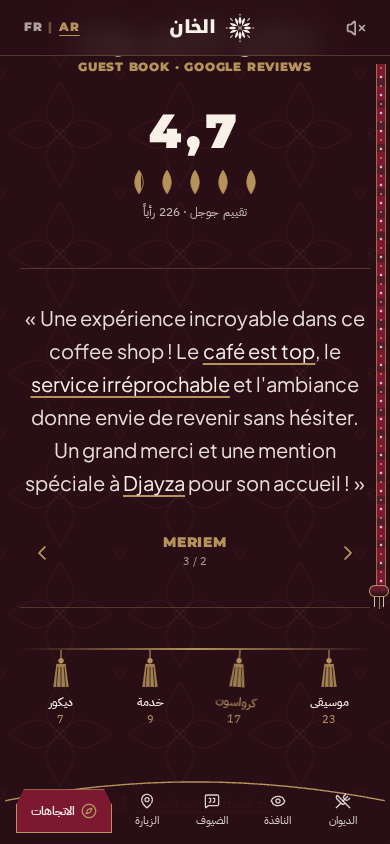 FR | AR
الخان
GUEST BOOK · GOOGLE REVIEWS
4,7
تقييم جوجل · 226 رأياً
« Une expérience incroyable dans ce
coffee shop ! Le café est top, le
service irréprochable et l'ambiance
donne envie de revenir sans hésiter.
Un grand merci et une mention
spéciale à Djayza pour son accueil ! »
MERIEM
3 / 2
موسيقى
كرواسون
خدمة
ديكور
23
17
9
7
الديوان
النافذة
الضيوف
الزيارة
الاتجاهات